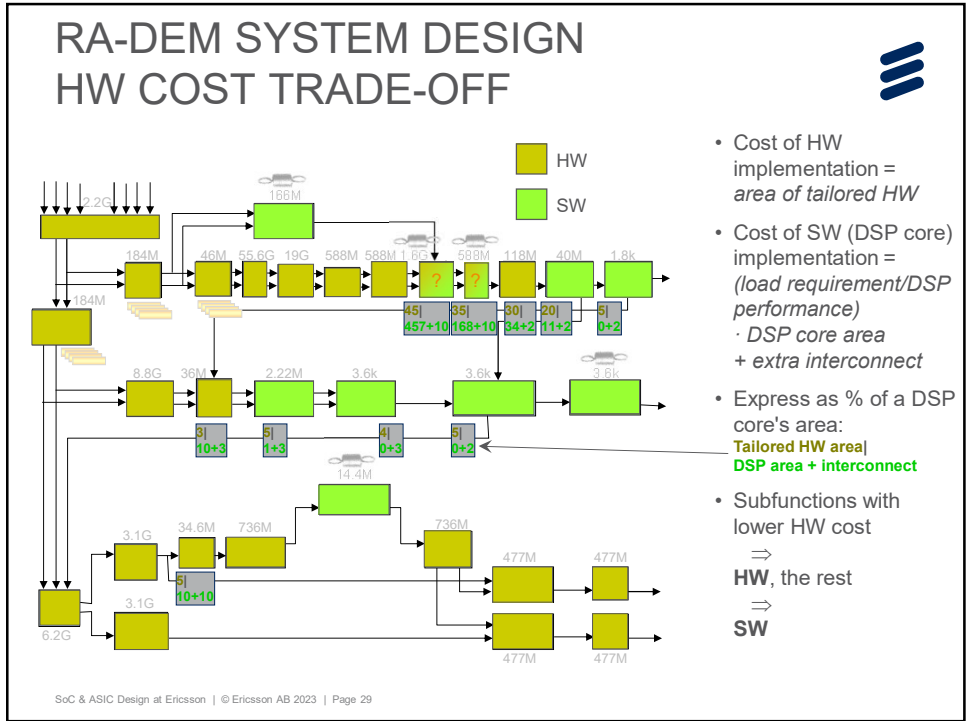 RA-DEM SYSTEM DESIGN
HW COST TRADE-OFF
HW
SW
2.2G
166M
184M
46M
55.6G
19G
588M
588M
1.6G
588M
118M
40M
1.8k
?
?
184M
45|
457+10
35|
168+10
30|
34+2
20|
11+2
5|
0+2
8.8G
36M
2.22M
3.6k
3.6k
3.6k
3|
10+3
5|
1+3
4|
0+3
5|
0+2
14.4M
3.1G
34.6M
736M
736M
477M
477M
5|
10+10
3.1G
6.2G
477M
477M
• Cost of HW
implementation =
area of tailored HW
• Cost of SW (DSP core)
implementation =
(load requirement/DSP
performance)
· DSP core area
+ extra interconnect
• Express as % of a DSP
core's area:
Tailored HW area|
DSP area + interconnect
• Subfunctions with
lower HW cost
⇒
HW, the rest
⇒
SW
SoC & ASIC Design at Ericsson | © Ericsson AB 2023 | Page 29